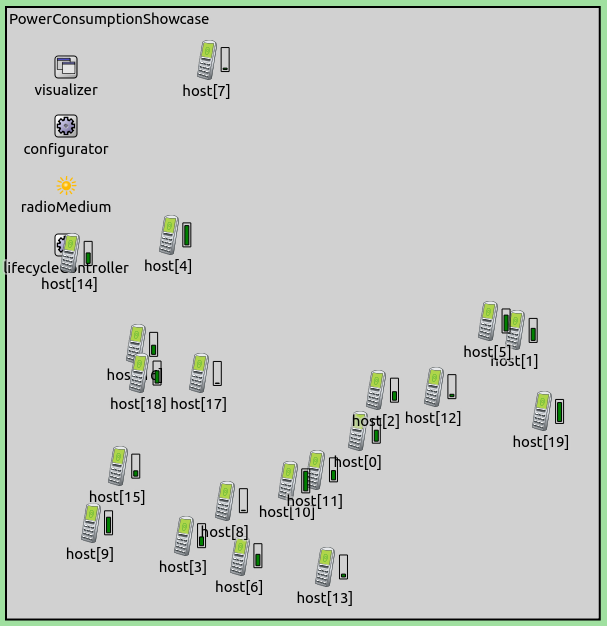 PowerConsumptionShowcase
visualizer
host[7]
configurator
radioMedium
host[4]
host[14]
host[5]
host[1]
host[18]
host[17]
host[2]
host[12]
host[19]
host[0]
host[15]
host[11]
host[10]
host[8]
host[9]
host[3]
host[6]
host[13]